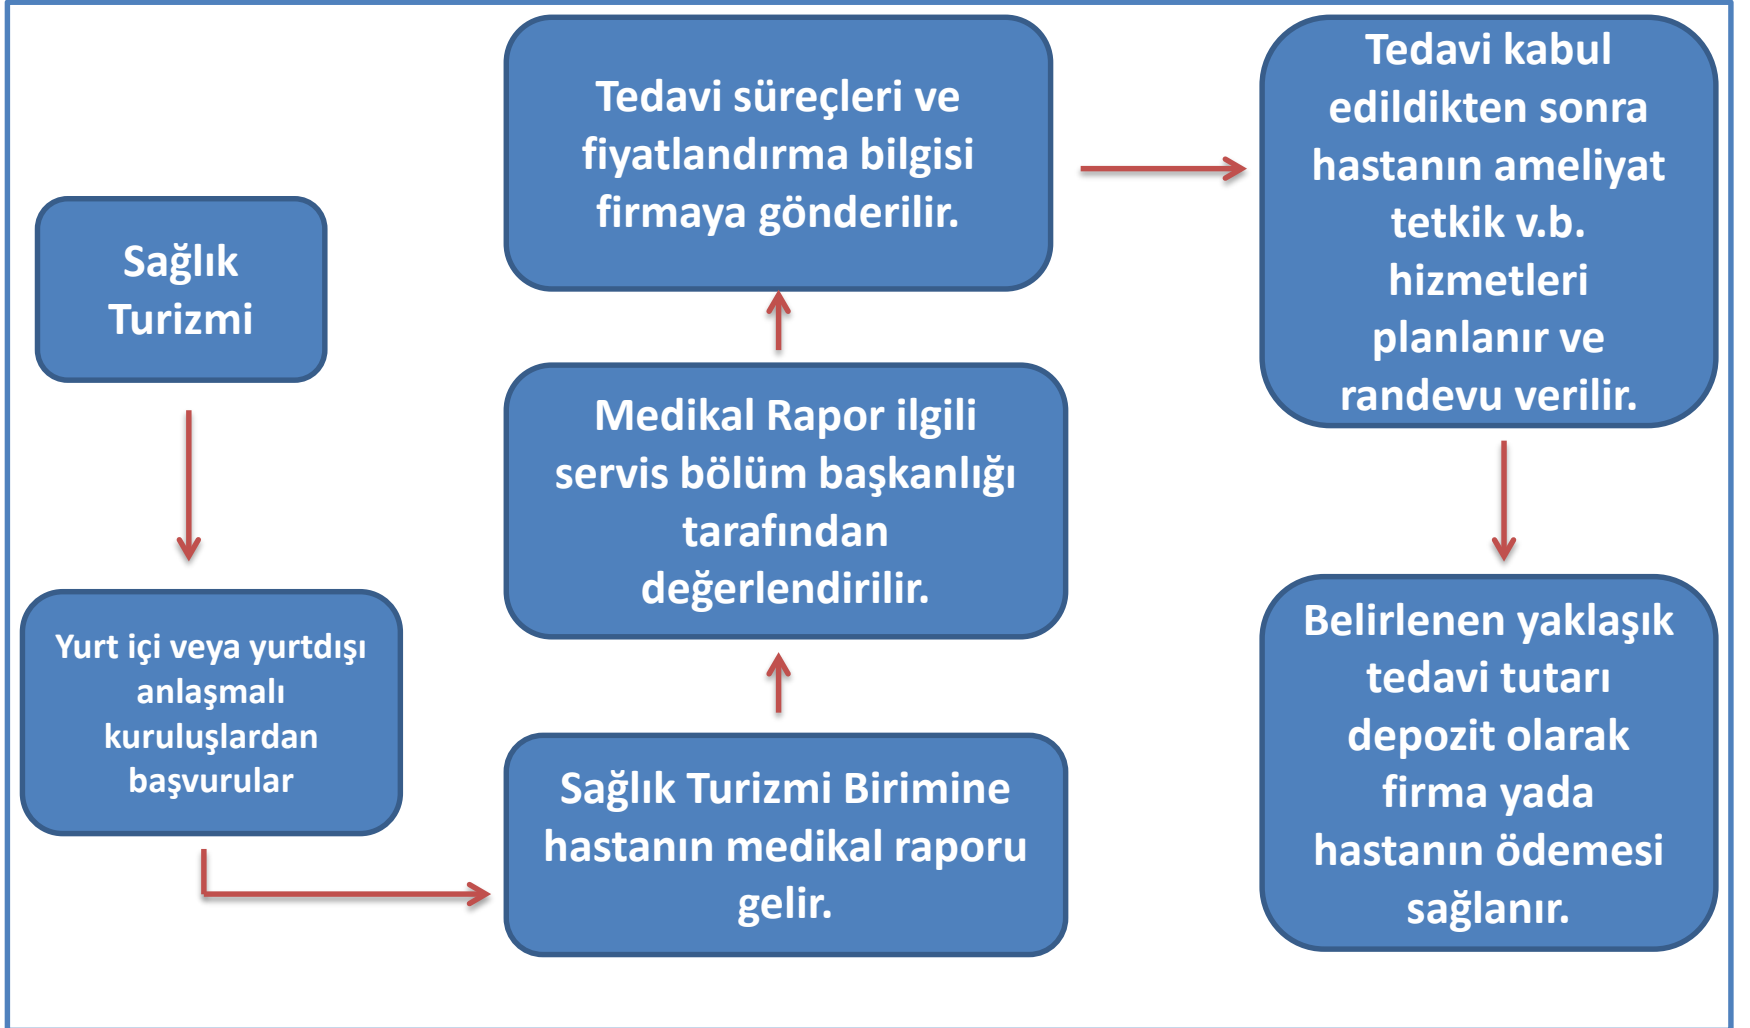 Sağlık
Turizmi
Yurt içi veya yurtdışı
anlaşmalı
kuruluşlardan
başvurular
Sağlık Turizmi Birimine
hastanın medikal raporu
gelir.
Medikal Rapor ilgili
servis bölüm başkanlığı
tarafından
değerlendirilir.
Tedavi süreçleri ve
fiyatlandırma bilgisi
firmaya gönderilir.
Tedavi kabul
edildikten sonra
hastanın ameliyat
tetkik v.b.
hizmetleri
planlanır ve
randevu verilir.
Belirlenen yaklaşık
tedavi tutarı
depozit olarak
firma yada
hastanın ödemesi
sağlanır.